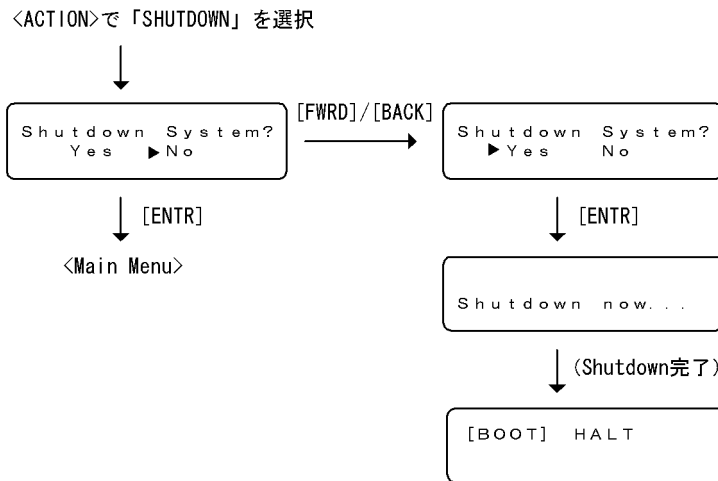 <ACTION>で「SHUTDOWN」を選択
[FWRD]/[BACK]
Shutdown System?
Yes ▶No
Shutdown System?
▶Yes No
[ENTR]
[ENTR]
<Main Menu>
Shutdown now...
(Shutdown完了)
[BOOT] HALT